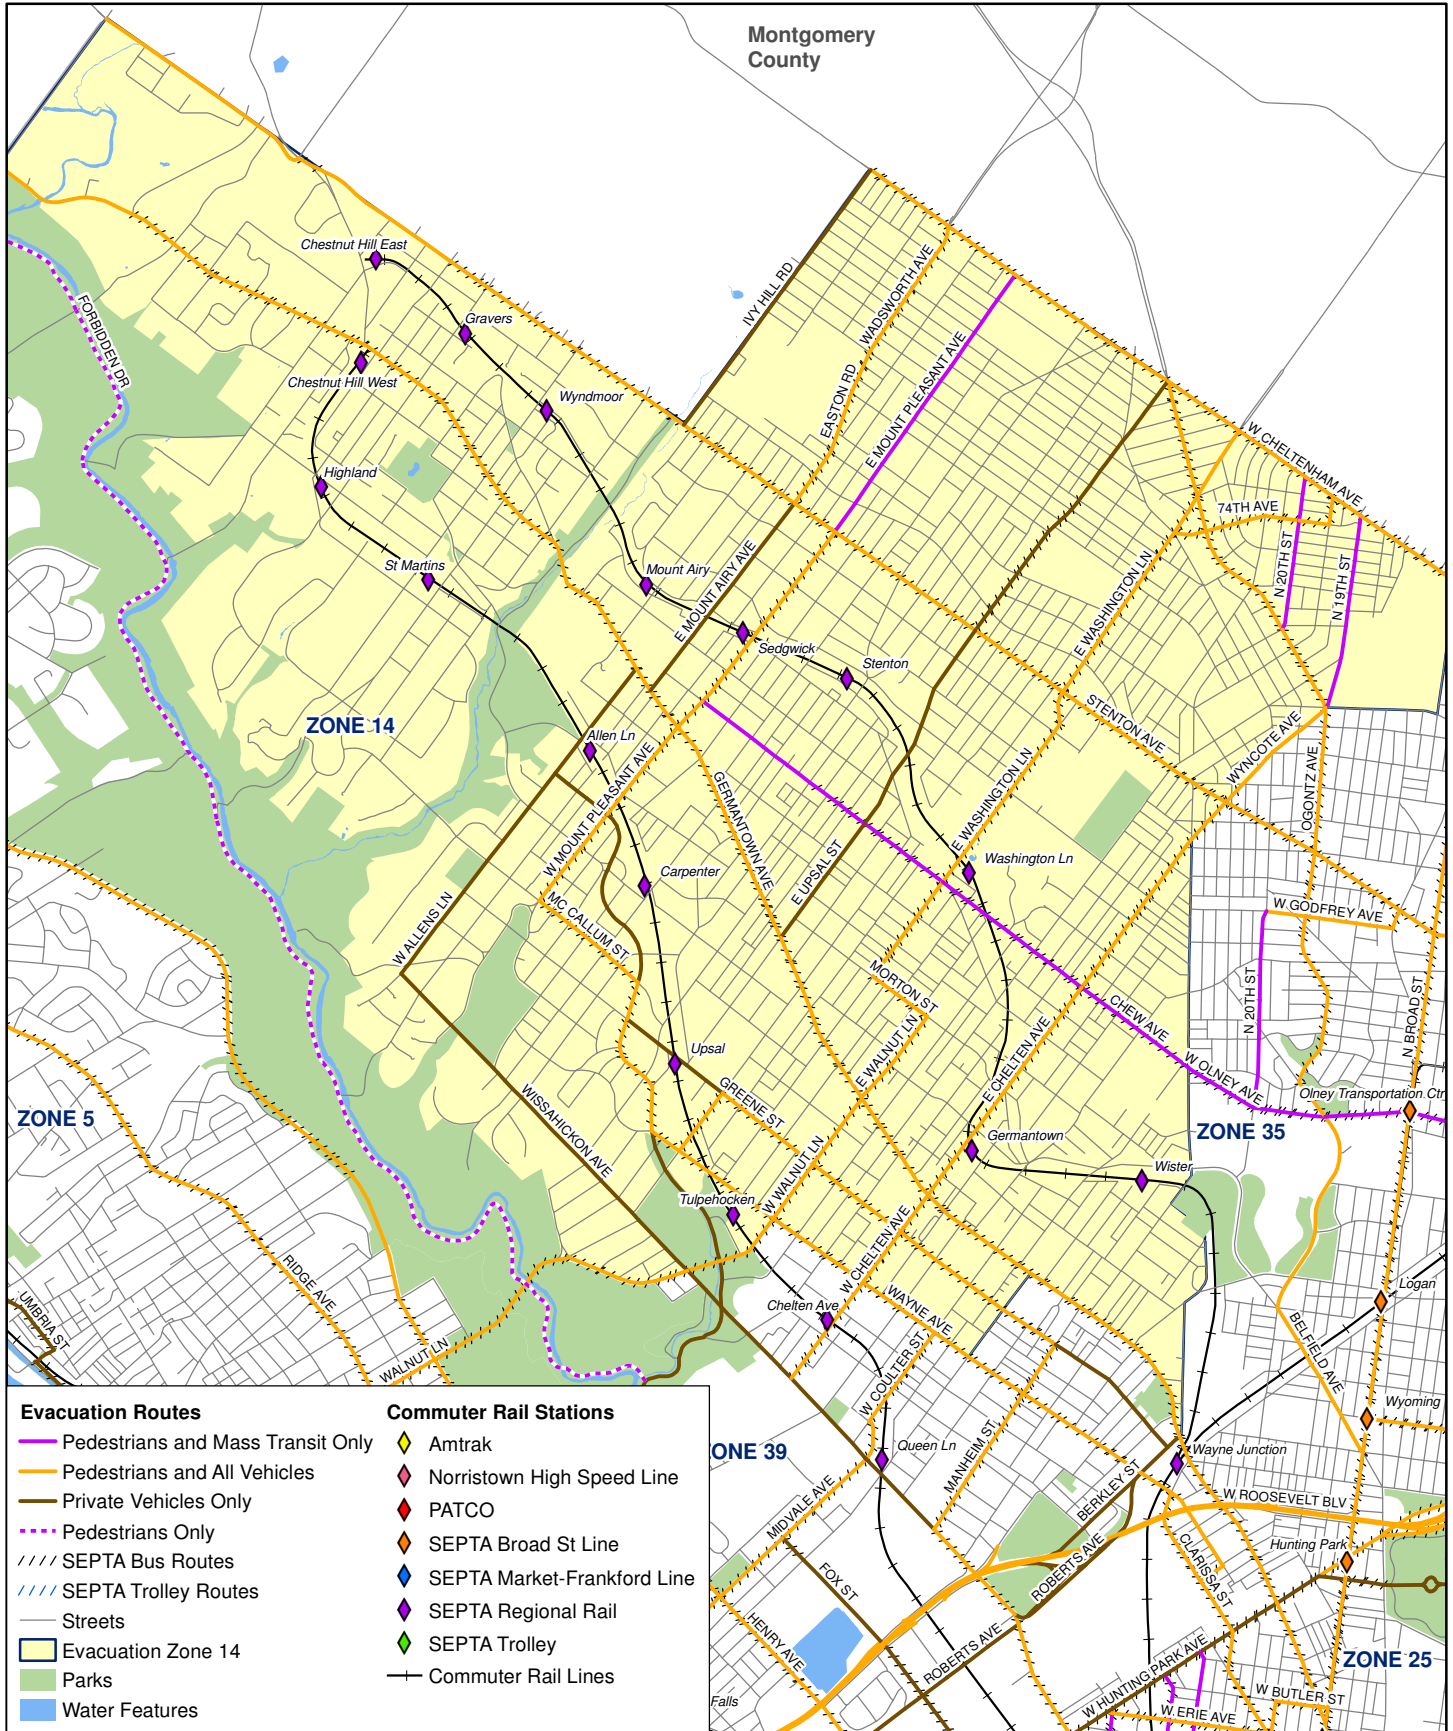 Montgomery
County
Chestnut Hill East
Gravers
Chestnut Hill West
Wyndmoor
Highland
St Martins
Mount Airy
Sedgwick
Stenton
Allen Ln
Carpenter
Washington Ln
Upsal
Tulpehocken
Germantown
Wister
Chelten Ave
Queen Ln
Wayne Junction
Olney Transportation Ctr
Logan
Wyoming
Hunting Park
Falls
FORBIDDEN DR
IVY HILL RD
WADSWORTH AVE
EASTON RD
E MOUNT PLEASANT AVE
E MOUNT AIRY AVE
W CHELTENHAM AVE
74TH AVE
N 20TH ST
N 19TH ST
E WASHINGTON LN
STENTON AVE
WYNCOTE AVE
OGONTZ AVE
E WASHINGTON LN
W MOUNT PLEASANT AVE
GERMANTOWN AVE
E UPSAL ST
W ALLENS LN
MC CALLUM ST
MORTON ST
E WALNUT LN
CHEW AVE
W OLNEY AVE
W GODFREY AVE
N 20TH ST
N BROAD ST
E CHELTEN AVE
GREENE ST
WISSAHICKON AVE
W WALNUT LN
W CHELTEN AVE
WAYNE AVE
W COULTER ST
MANHEIM ST
MIDVALE AVE
BERKLEY ST
ROBERTS AVE
ROBERTS AVE
FOX ST
HENRY AVE
CLARISSA ST
W ROOSEVELT BLV
BELFIELD AVE
W HUNTING PARK AVE
W BUTLER ST
W ERIE AVE
RIDGE AVE
UMBRIA ST
WALNUT LN
ZONE 14
ZONE 5
ZONE 35
ZONE 25
ONE 39
Evacuation Routes
Pedestrians and Mass Transit Only
Pedestrians and All Vehicles
Private Vehicles Only
Pedestrians Only
SEPTA Bus Routes
SEPTA Trolley Routes
Streets
Evacuation Zone 14
Parks
Water Features
Commuter Rail Stations
Amtrak
Norristown High Speed Line
PATCO
SEPTA Broad St Line
SEPTA Market-Frankford Line
SEPTA Regional Rail
SEPTA Trolley
Commuter Rail Lines